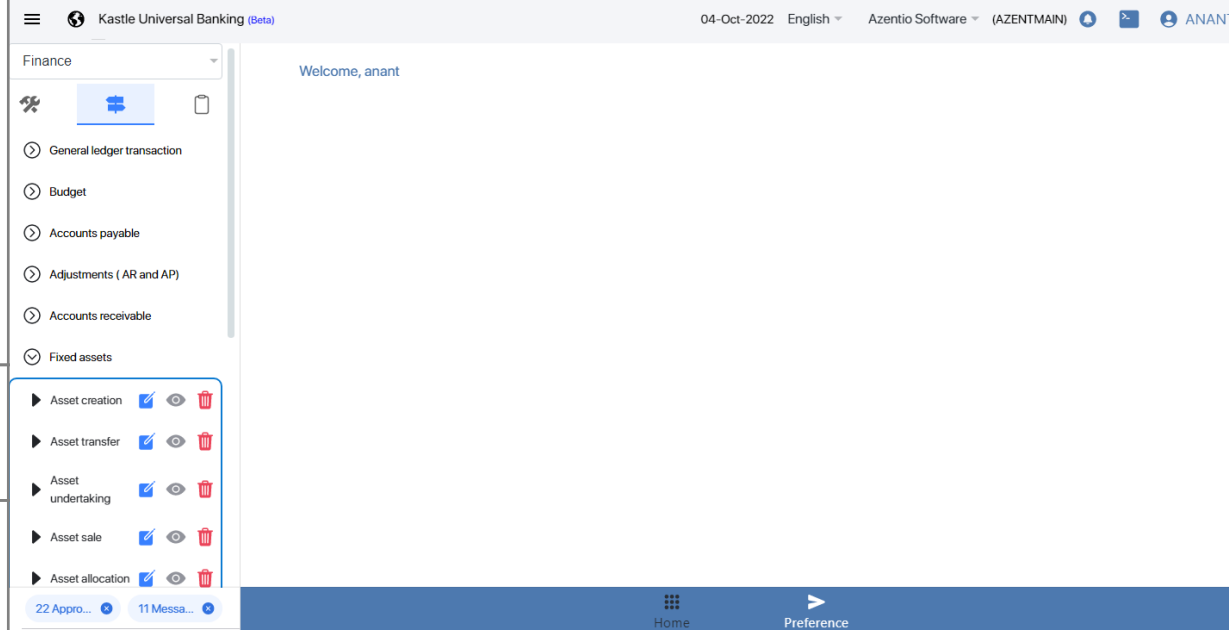 Kastle Universal Banking (Beta)
04-Oct-2022 English Azentio Software (AZENTMAIN) ANANT
Finance
Welcome, anant
General ledger transaction
Budget
Accounts payable
Adjustments ( AR and AP)
Accounts receivable
Fixed assets
Asset creation
Asset transfer
Asset
undertaking
Asset sale
Asset allocation
22 Appro... 11 Messa...
Home
Preference